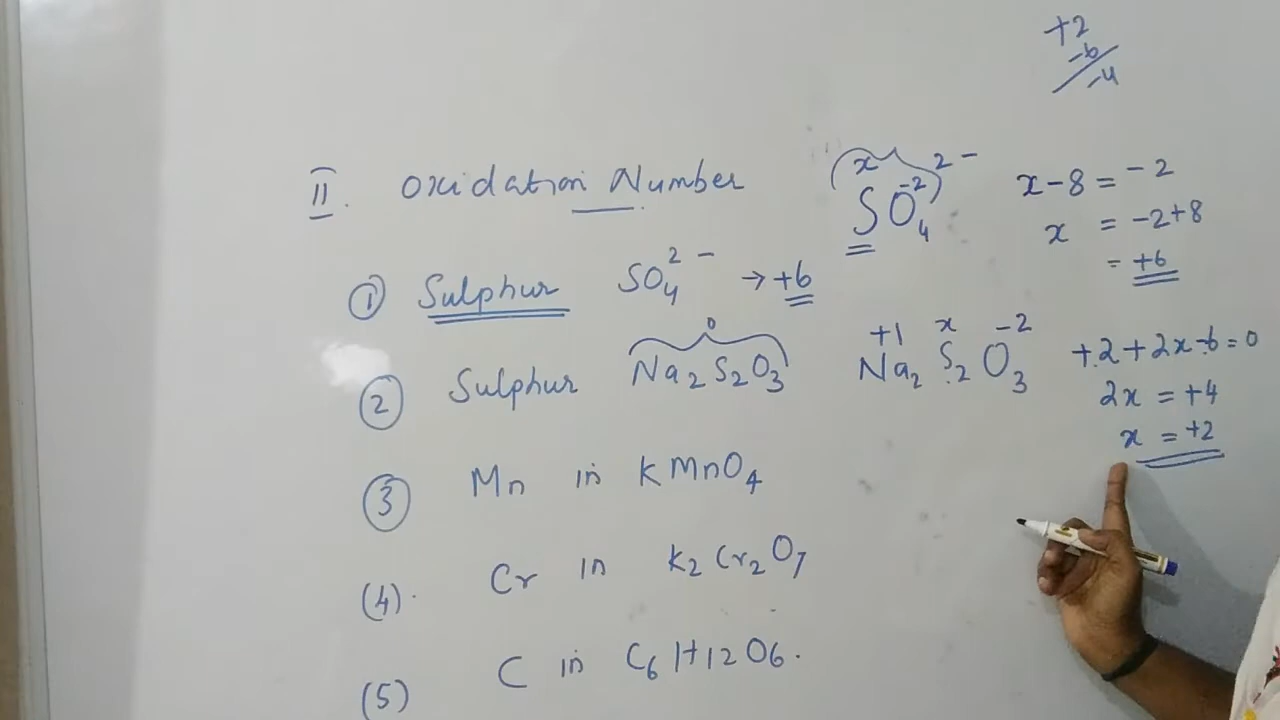 +2
-6
-4
II. Oxidation Number
x -2 2-
SO4
x-8 = -2
x = -2+8
= +6
① Sulphur SO4 2- → +6
0
② Sulphur Na2S2O3
+1 x -2
Na2 S2 O3
+2+2x-6=0
2x = +4
x = +2
③ Mn in KMnO4
(4). Cr in K2Cr2O7
(5) C in C6H12O6.